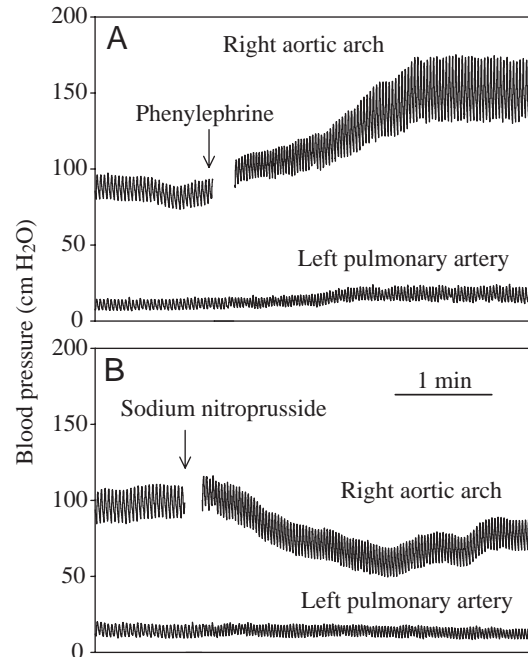 A
Right aortic arch
Phenylephrine
Left pulmonary artery
200
150
100
50
0
Blood pressure (cm H₂O)
B
1 min
Sodium nitroprusside
Right aortic arch
Left pulmonary artery
200
150
100
50
0